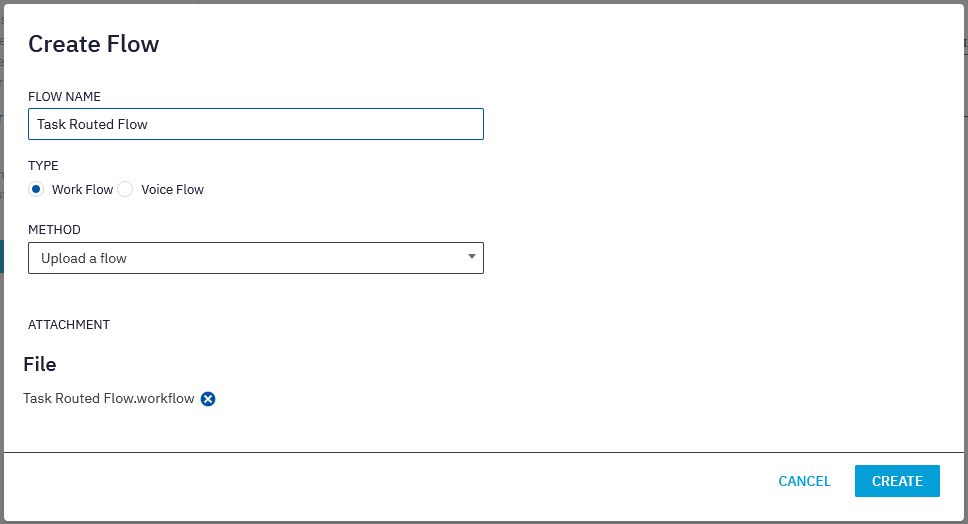 Create Flow
FLOW NAME
Task Routed Flow
TYPE
Work Flow Voice Flow
METHOD
Upload a flow
ATTACHMENT
File
Task Routed Flow.workflow
CANCEL CREATE